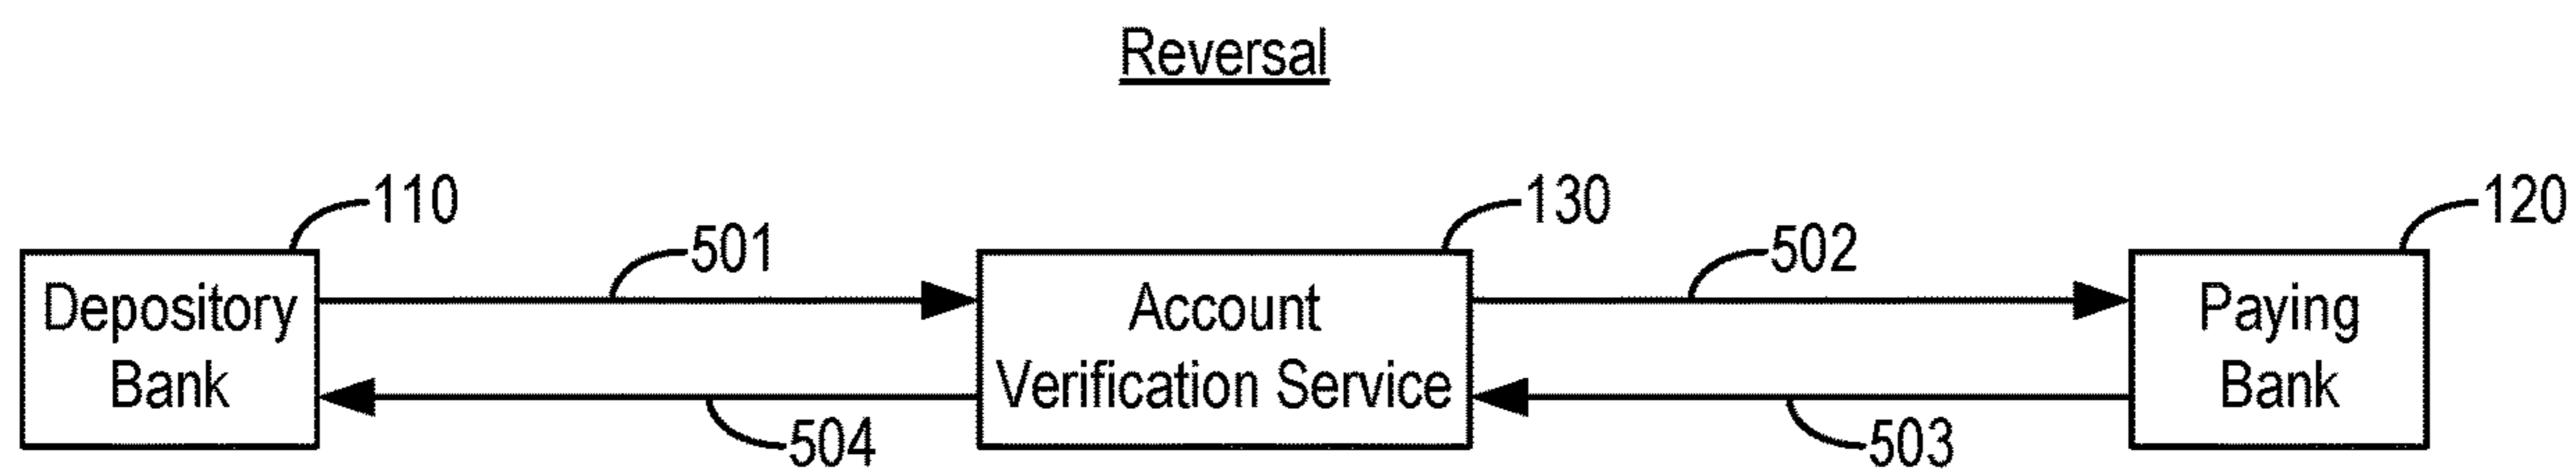 Reversal
110
130
120
501
502
Depository
Bank
Account
Verification Service
Paying
Bank
504
503